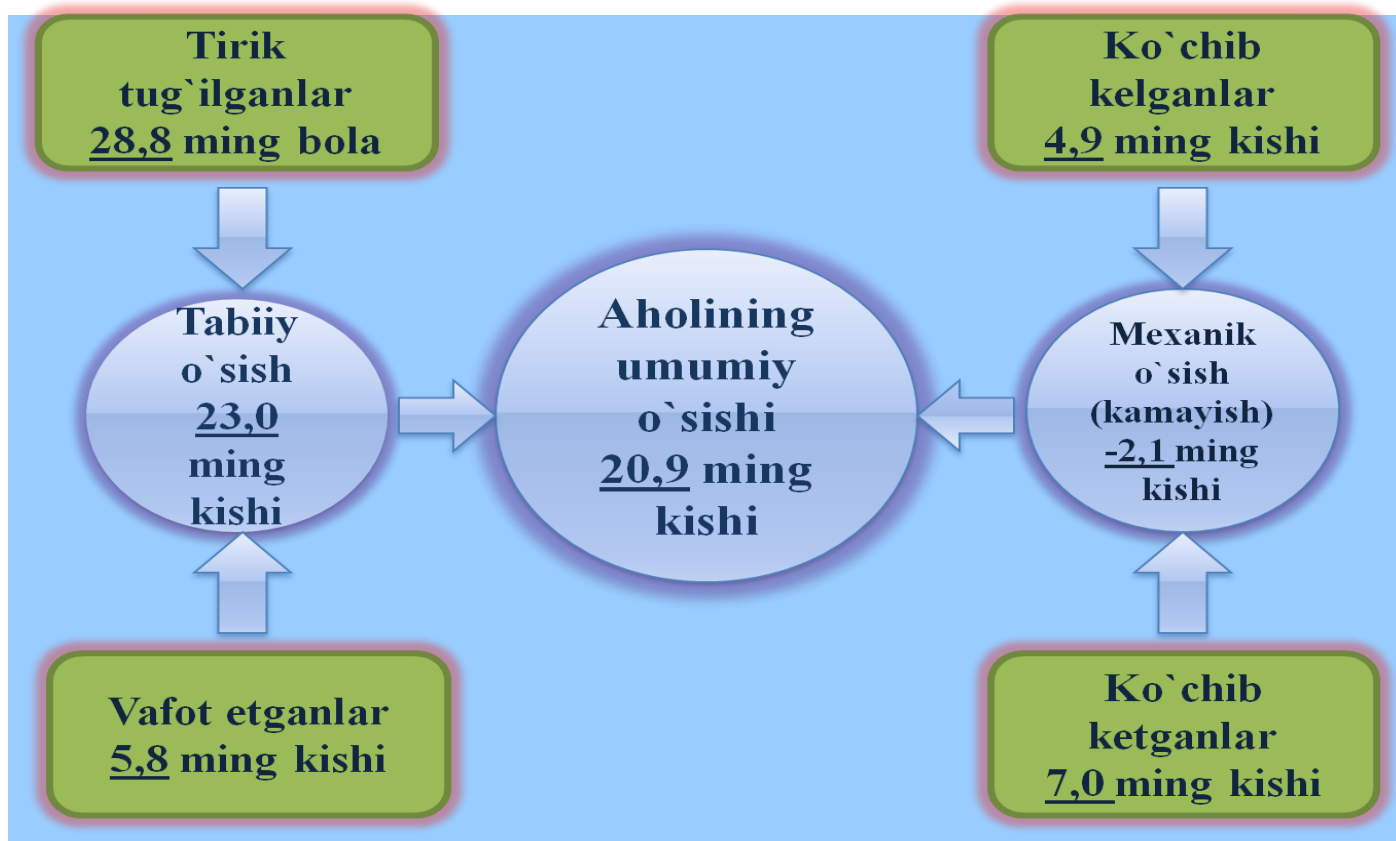 Tirik
tug`ilganlar
28,8 ming bola
Ko`chib
kelganlar
4,9 ming kishi
Tabiiy
o`sish
23,0
ming
kishi
Aholining
umumiy
o`sishi
20,9 ming
kishi
Mexanik
o`sish
(kamayish)
-2,1 ming
kishi
Vafot etganlar
5,8 ming kishi
Ko`chib
ketganlar
7,0 ming kishi